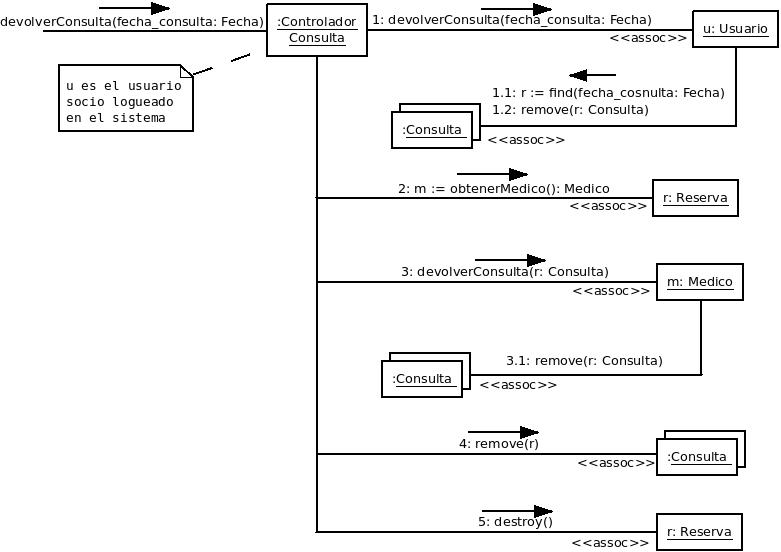 devolverConsulta(fecha_consulta: Fecha)
:Controlador
Consulta
1: devolverConsulta(fecha_consulta: Fecha)
<<assoc>>
u: Usuario
u es el usuario
socio logueado
en el sistema
1.1: r := find(fecha_cosnulta: Fecha)
1.2: remove(r: Consulta)
:Consulta
<<assoc>>
2: m := obtenerMedico(): Medico
<<assoc>>
r: Reserva
3: devolverConsulta(r: Consulta)
<<assoc>>
m: Medico
3.1: remove(r: Consulta)
:Consulta
<<assoc>>
4: remove(r)
<<assoc>>
:Consulta
5: destroy()
<<assoc>>
r: Reserva